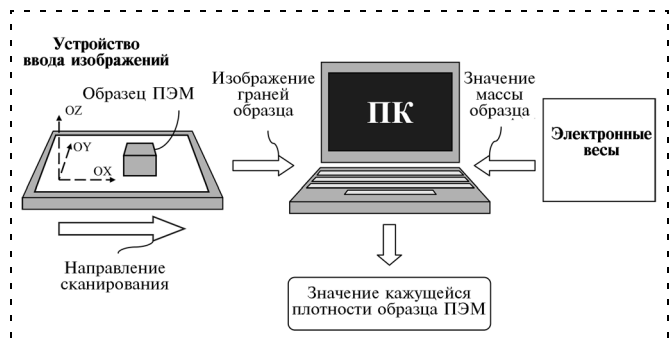 Устройство
ввода изображений
Образец ПЭМ
OZ
OY
OX
Направление
сканирования
Изображение
граней
образца
ПК
Значение
массы
образца
Электронные
весы
Значение кажущейся
плотности образца ПЭМ